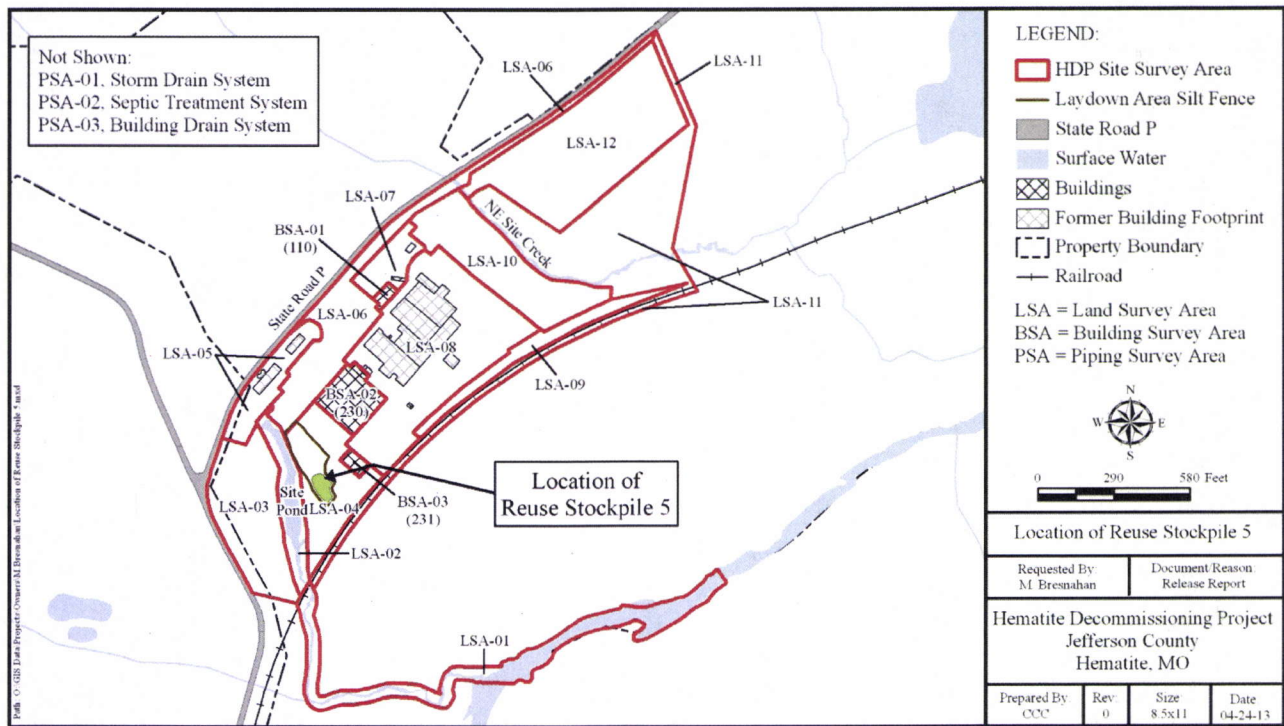 Not Shown:
PSA-01, Storm Drain System
PSA-02, Septic Treatment System
PSA-03, Building Drain System
LSA-06
LSA-11
LSA-12
LSA-07
BSA-01
(110)
NE Site Creek
LSA-10
State Road P
LSA-06
LSA-11
LSA-05
LSA-08
LSA-09
BSA-02
(230)
Location of
Reuse Stockpile 5
Site
Pond
LSA-04
LSA-03
BSA-03
(231)
LSA-02
LSA-01
LEGEND:
HDP Site Survey Area
Laydown Area Silt Fence
State Road P
Surface Water
Buildings
Former Building Footprint
Property Boundary
Railroad
LSA = Land Survey Area
BSA = Building Survey Area
PSA = Piping Survey Area
N
W E
S
0 290 580 Feet
Location of Reuse Stockpile 5
Requested By:
M. Bresnahan
Document/Reason:
Release Report
Hematite Decommissioning Project
Jefferson County
Hematite, MO
Prepared By:
CCC
Rev:
0
Size:
8.5x11
Date
04-24-13